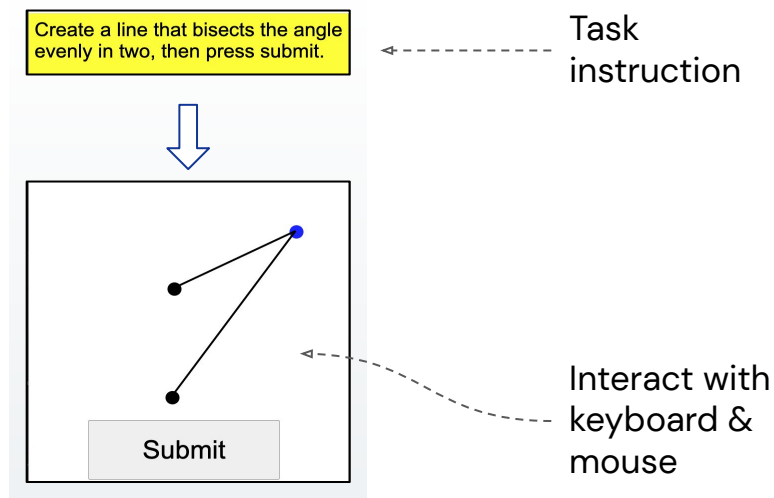 Create a line that bisects the angle
evenly in two, then press submit.
Task
instruction
Submit
Interact with
keyboard &
mouse